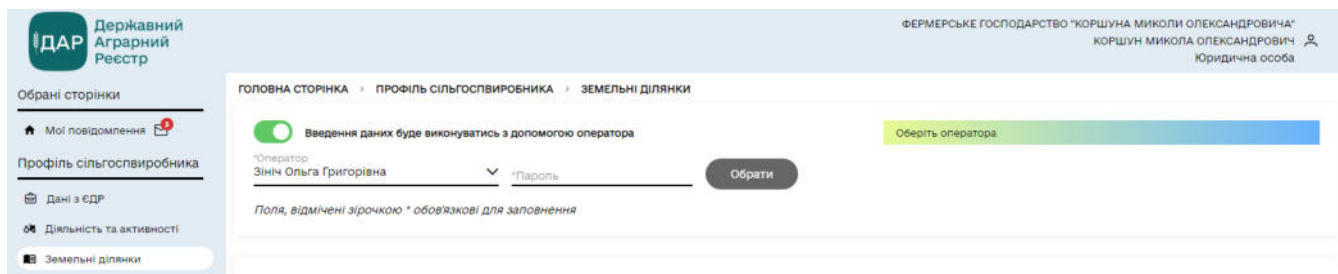 ДАР
Державний
Аграрний
Реєстр
ФЕРМЕРСЬКЕ ГОСПОДАРСТВО "КОРШУНА МИКОЛИ ОЛЕКСАНДРОВИЧА"
КОРШУН МИКОЛА ОЛЕКСАНДРОВИЧ
Юридична особа
Обрані сторінки
Мої повідомлення 3
Профіль сільгоспвиробника
Дані з ЄДР
Діяльність та активності
Земельні ділянки
ГОЛОВНА СТОРІНКА › ПРОФІЛЬ СІЛЬГОСПВИРОБНИКА › ЗЕМЕЛЬНІ ДІЛЯНКИ
Введення даних буде виконуватись з допомогою оператора
Оберіть оператора
*Оператор
Зініч Ольга Григорівна
*Пароль
Обрати
Поля, відмічені зірочкою * обов'язкові для заповнення